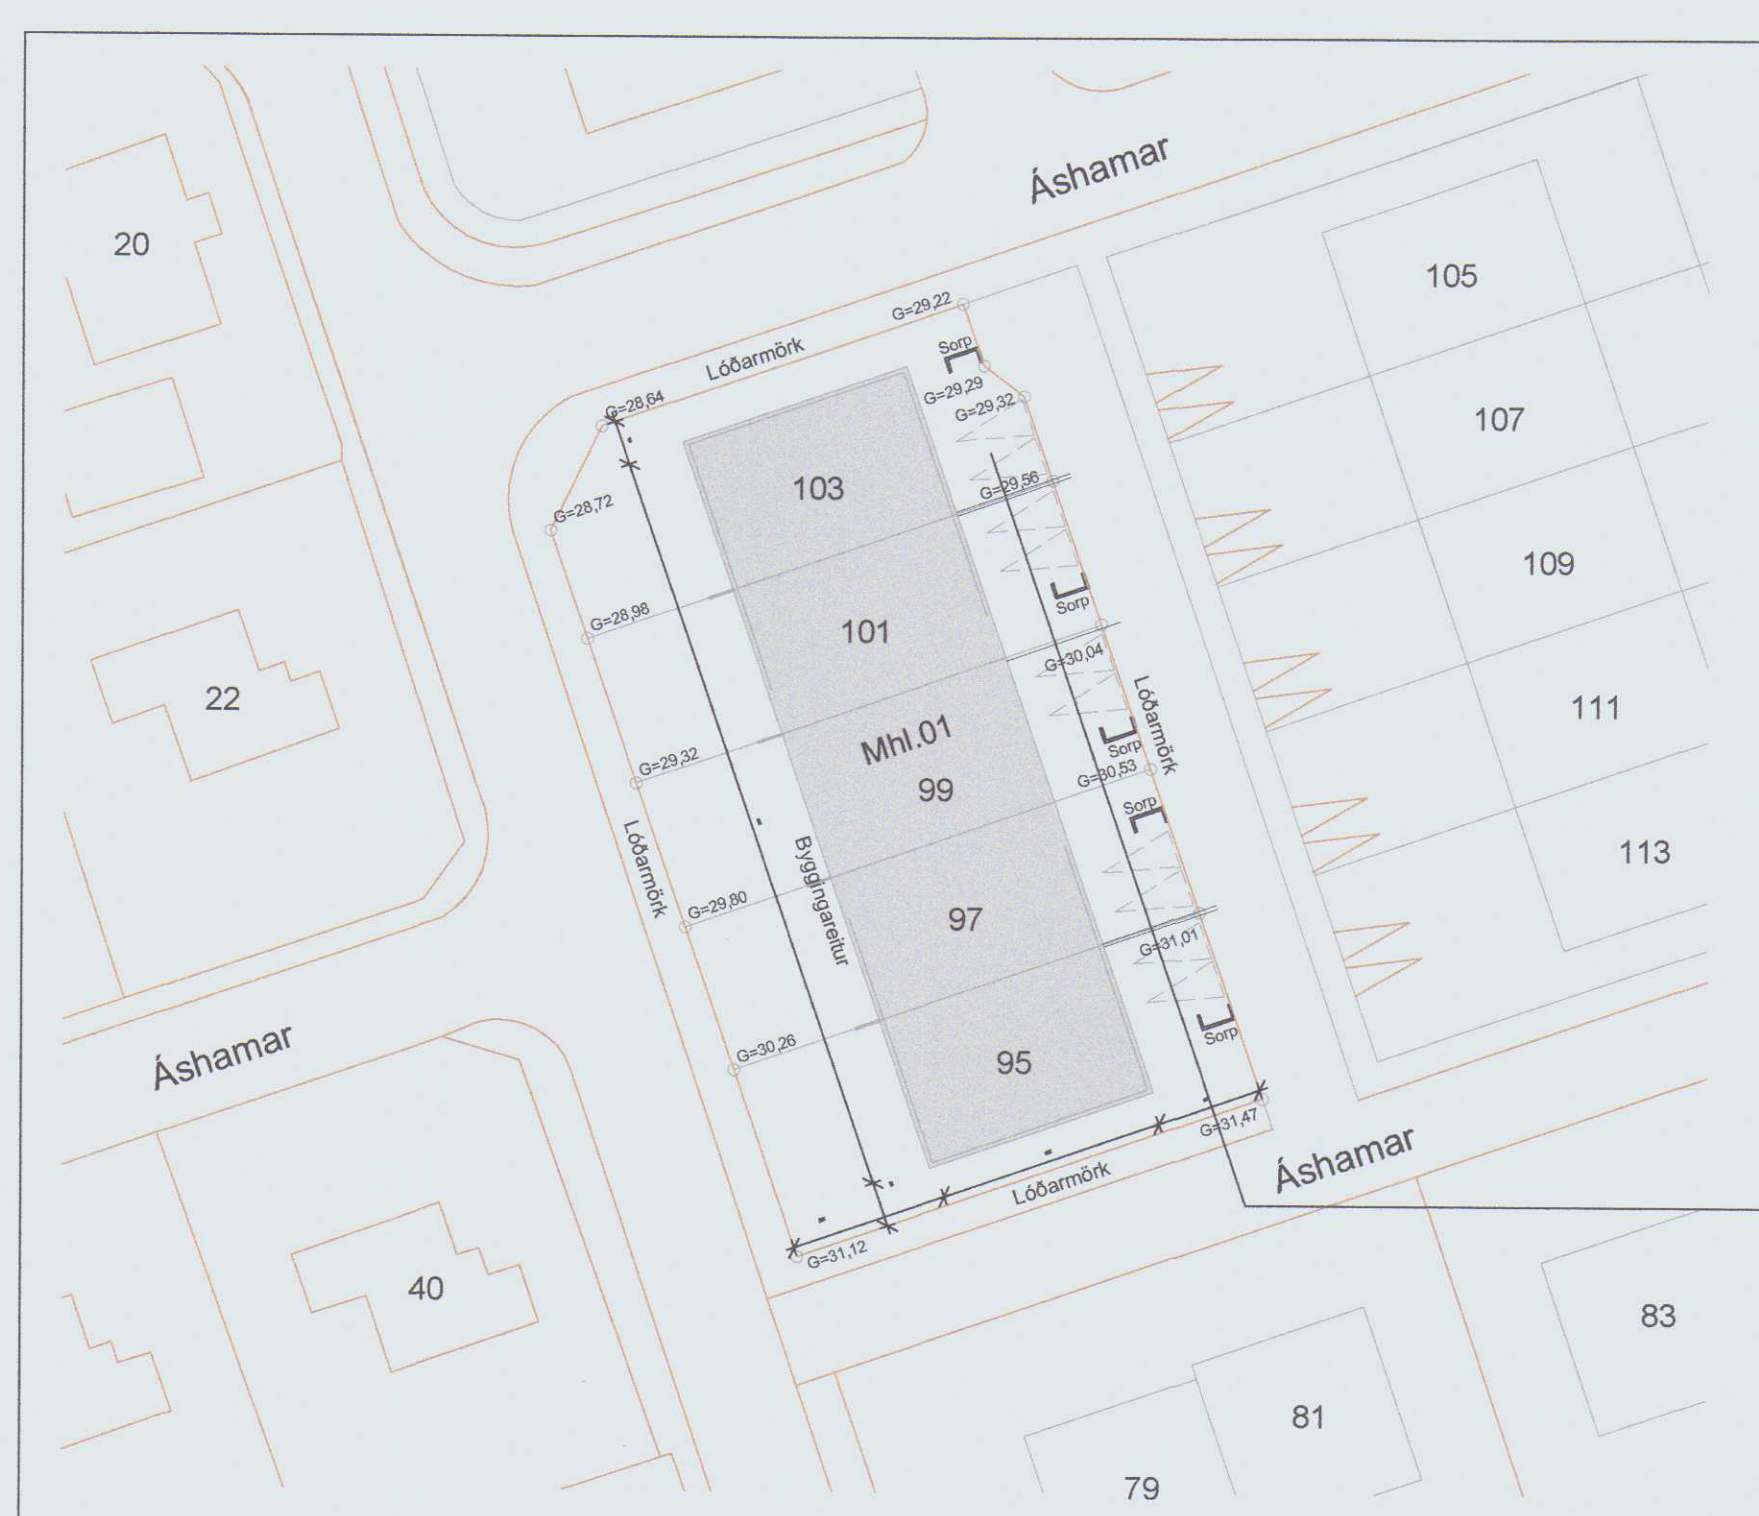 Áshamar
20
105
G=29,22
Lóðarmörk
Sorp
G=28,64
G=29,29
G=29,32
107
103
G=29,56
G=28,72
109
Sorp
G=28,98
101
G=30,04
22
Lóðarmörk
111
Mhl.01
Sorp
G=29,32
G=30,53
99
Sorp
113
Lóðarmörk
Byggingareitur
G=29,80
97
G=31,01
Áshamar
G=30,26
Sorp
95
G=31,47
Áshamar
Lóðarmörk
G=31,12
40
83
81
79